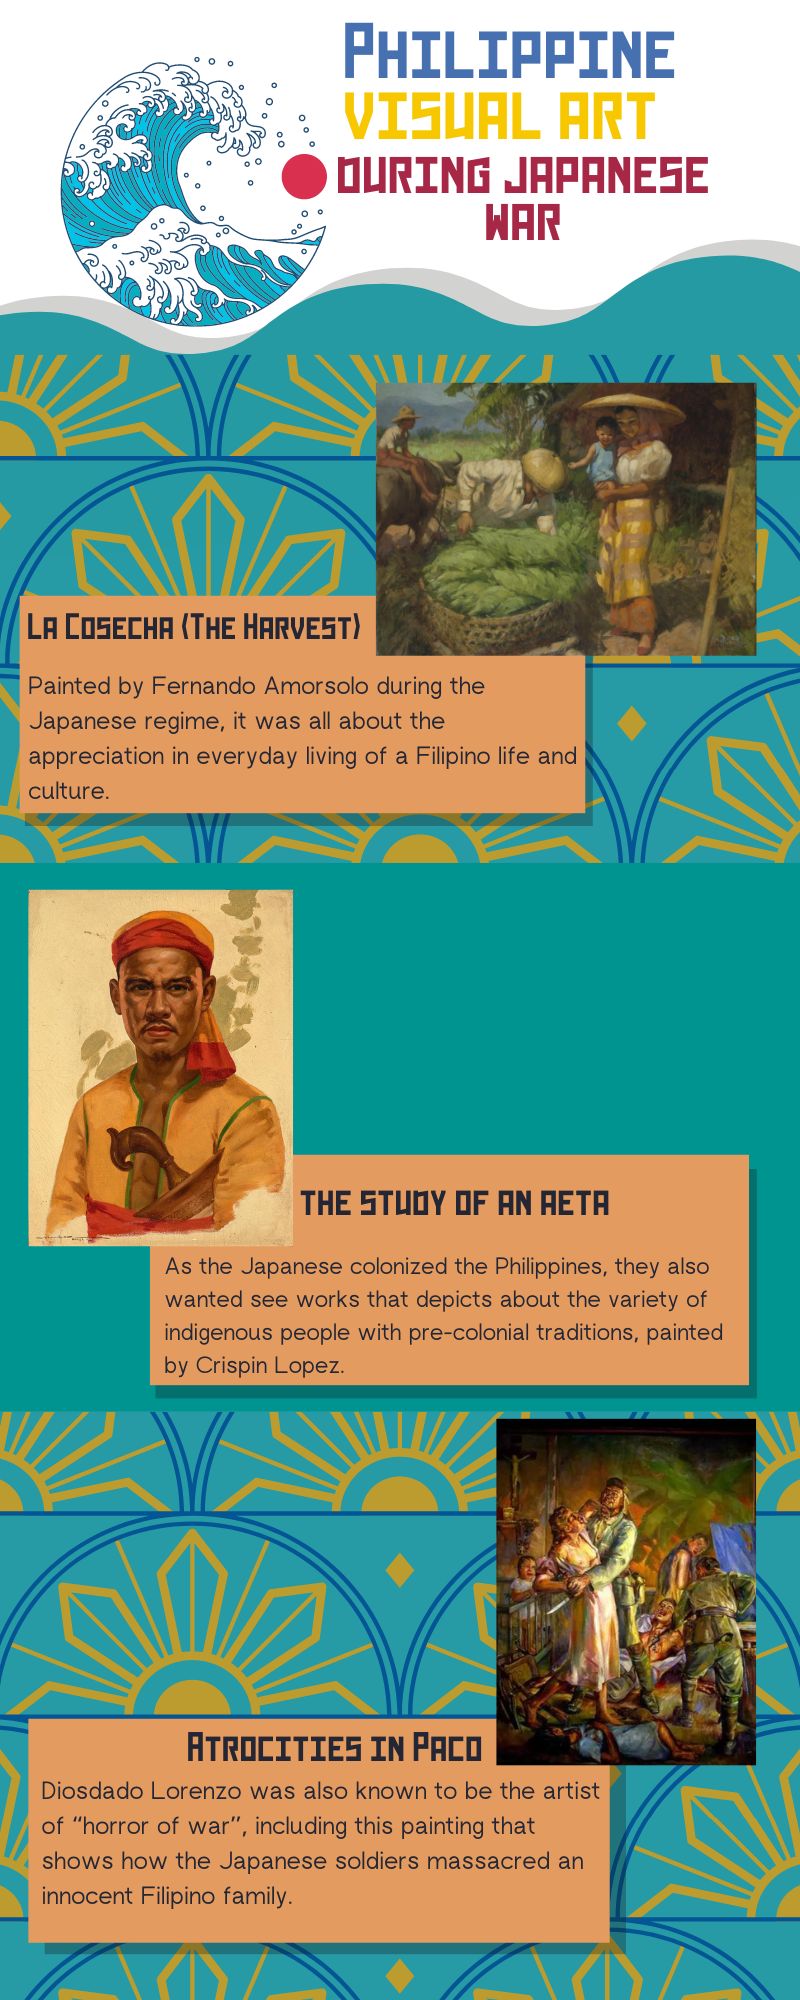 PHILIPPINE
VISUAL ART
DURING JAPANESE
WAR
LA COSECHA (THE HARVEST)
Painted by Fernando Amorsolo during the
Japanese regime, it was all about the
appreciation in everyday living of a Filipino life and
culture.
THE STUDY OF AN AETA
As the Japanese colonized the Philippines, they also
wanted see works that depicts about the variety of
indigenous people with pre-colonial traditions, painted
by Crispin Lopez.
ATROCITIES IN PACO
Diosdado Lorenzo was also known to be the artist
of “horror of war”, including this painting that
shows how the Japanese soldiers massacred an
innocent Filipino family.